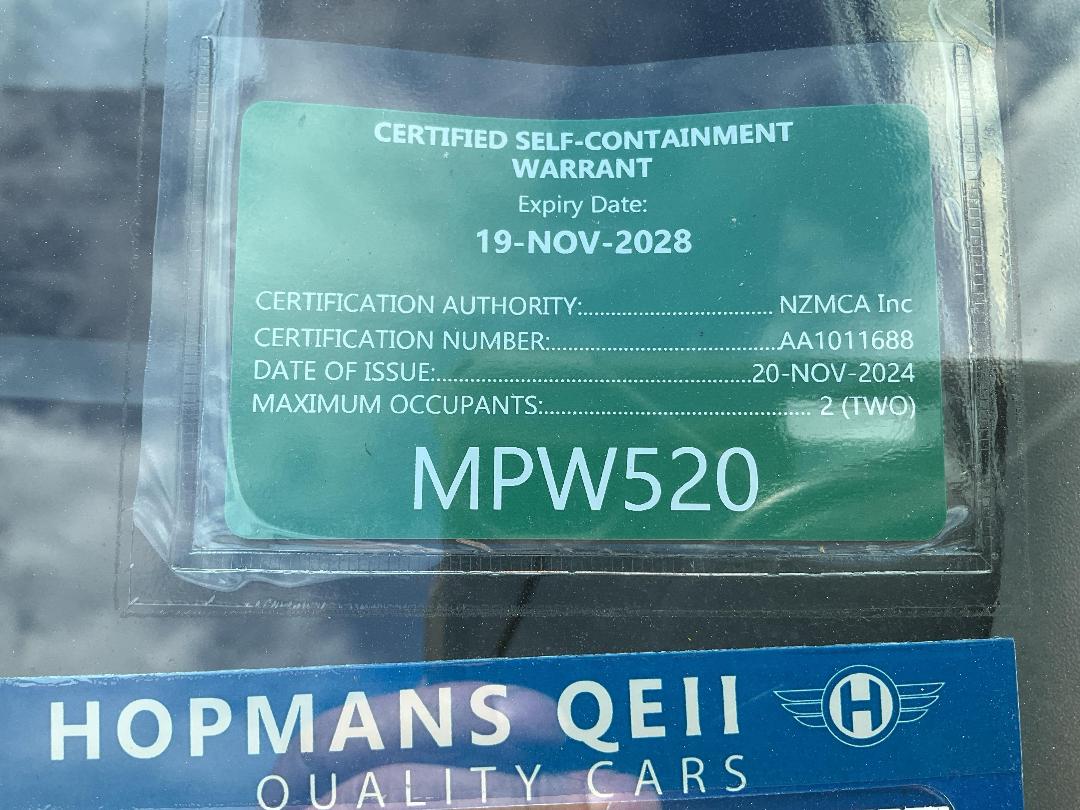 CERTIFIED SELF-CONTAINMENT
WARRANT
Expiry Date:
19-NOV-2028
CERTIFICATION AUTHORITY:.................................... NZMCA Inc
CERTIFICATION NUMBER:...........................................AA1011688
DATE OF ISSUE:............................................................20-NOV-2024
MAXIMUM OCCUPANTS:.................................................. 2 (TWO)
MPW520
HOPMANS QEII H
QUALITY CARS